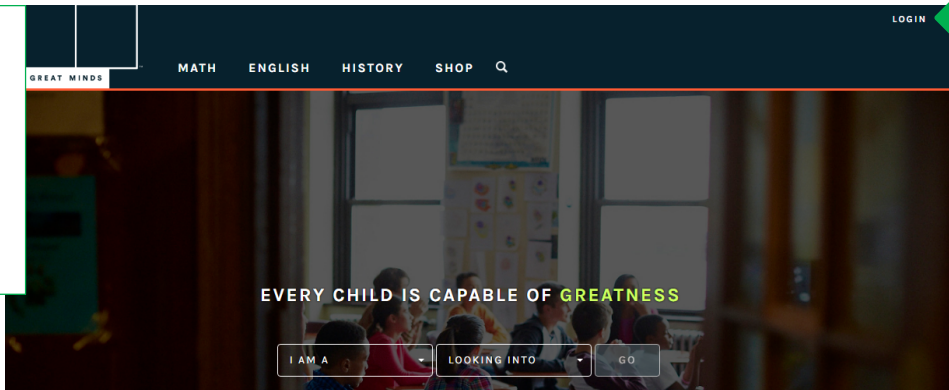 LOGIN
GREAT MINDS
MATH ENGLISH HISTORY SHOP
EVERY CHILD IS CAPABLE OF GREATNESS
I AM A LOOKING INTO GO